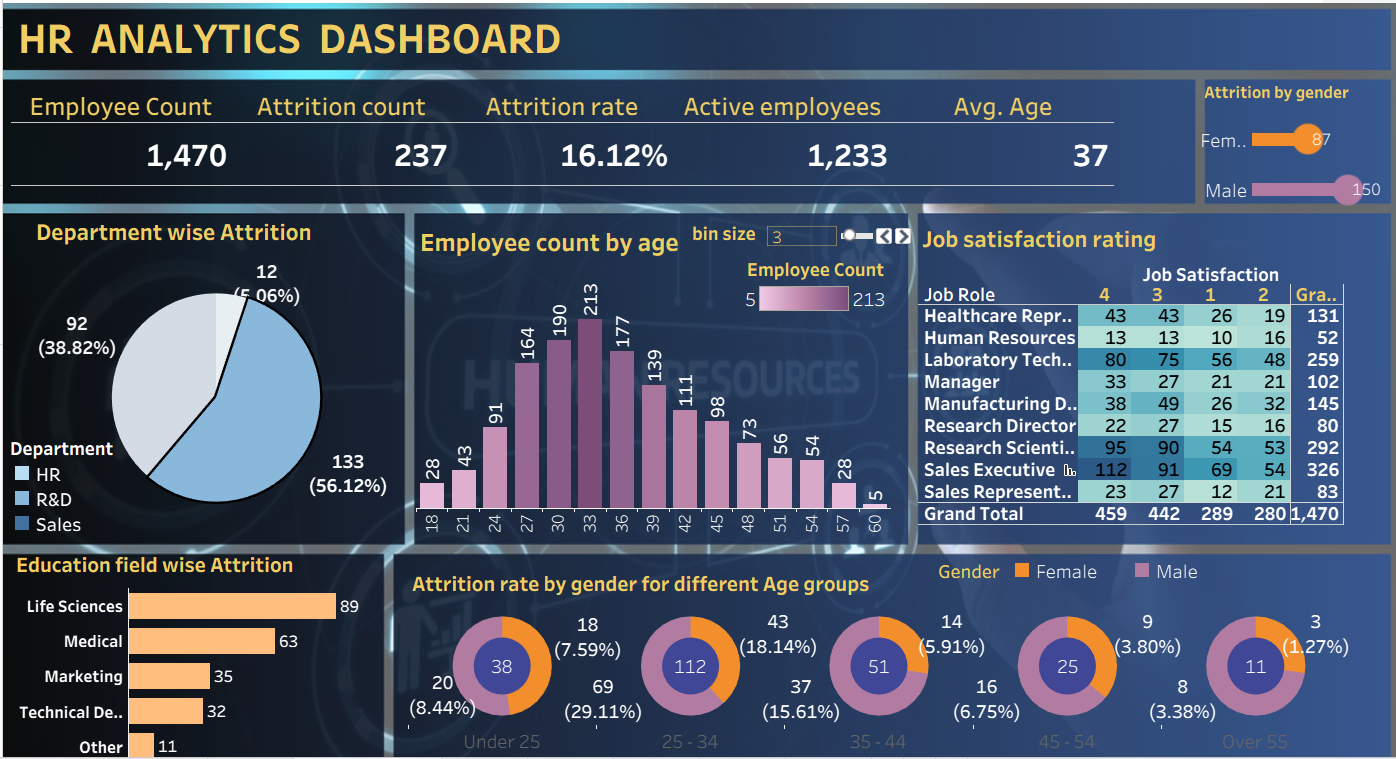 HR ANALYTICS DASHBOARD
Employee Count Attrition count Attrition rate Active employees Avg. Age
1,470 237 16.12% 1,233 37
Attrition by gender
Fem.. 87
Male 150
Department wise Attrition
12
(5.06%)
92
(38.82%)
133
(56.12%)
Department
HR
R&D
Sales
Employee count by age
bin size 3
Employee Count
5 213
28 43 91 164 190 213 177 139 111 98 73 56 54 28 5
18 21 24 27 30 33 36 39 42 45 48 51 54 57 60
HUMAN RESOURCES
Job satisfaction rating
Job Satisfaction
Job Role 4 3 1 2 Gra..
Healthcare Repr.. 43 43 26 19 131
Human Resources 13 13 10 16 52
Laboratory Tech.. 80 75 56 48 259
Manager 33 27 21 21 102
Manufacturing D.. 38 49 26 32 145
Research Director 22 27 15 16 80
Research Scienti.. 95 90 54 53 292
Sales Executive 112 91 69 54 326
Sales Represent.. 23 27 12 21 83
Grand Total 459 442 289 280 1,470
Education field wise Attrition
Life Sciences 89
Medical 63
Marketing 35
Technical De.. 32
Other 11
Attrition rate by gender for different Age groups
Gender Female Male
18
(7.59%)
38
20
(8.44%)
43
(18.14%)
112
69
(29.11%)
14
(5.91%)
51
37
(15.61%)
9
(3.80%)
25
16
(6.75%)
3
(1.27%)
11
8
(3.38%)
Under 25 25 - 34 35 - 44 45 - 54 Over 55